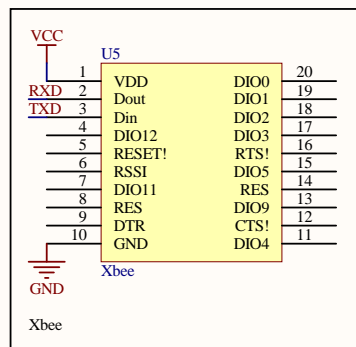 VCC
U5
1 VDD DIO0 20
RXD 2 Dout DIO1 19
TXD 3 Din DIO2 18
4 DIO12 DIO3 17
5 RESET! RTS! 16
6 RSSI DIO5 15
7 DIO11 RES 14
8 RES DIO9 13
9 DTR CTS! 12
10 GND DIO4 11
Xbee
GND
Xbee